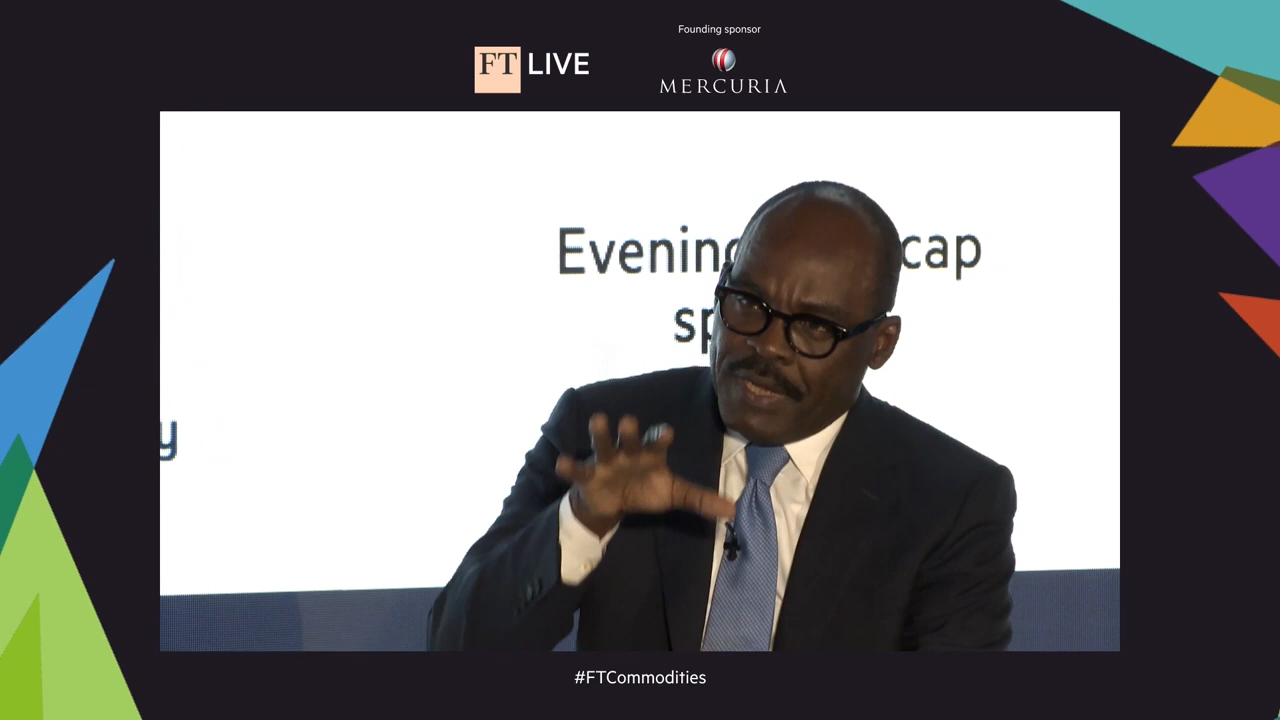 Founding sponsor
FT LIVE
MERCURIA
Evening cap
sp
y
#FTCommodities